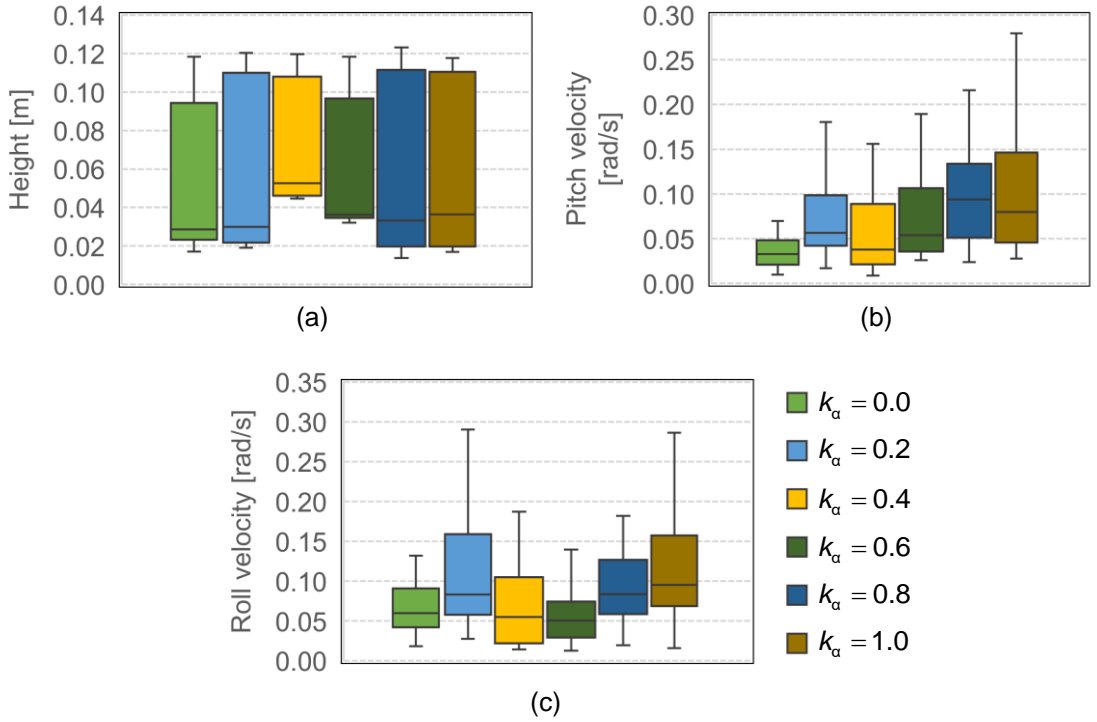 0.14
0.12
0.10
0.08
0.06
0.04
0.02
0.00
Height [m]
(a)
0.30
0.25
0.20
0.15
0.10
0.05
0.00
Pitch velocity
[rad/s]
(b)
0.35
0.30
0.25
0.20
0.15
0.10
0.05
0.00
Roll velocity [rad/s]
(c)
kα = 0.0
kα = 0.2
kα = 0.4
kα = 0.6
kα = 0.8
kα = 1.0